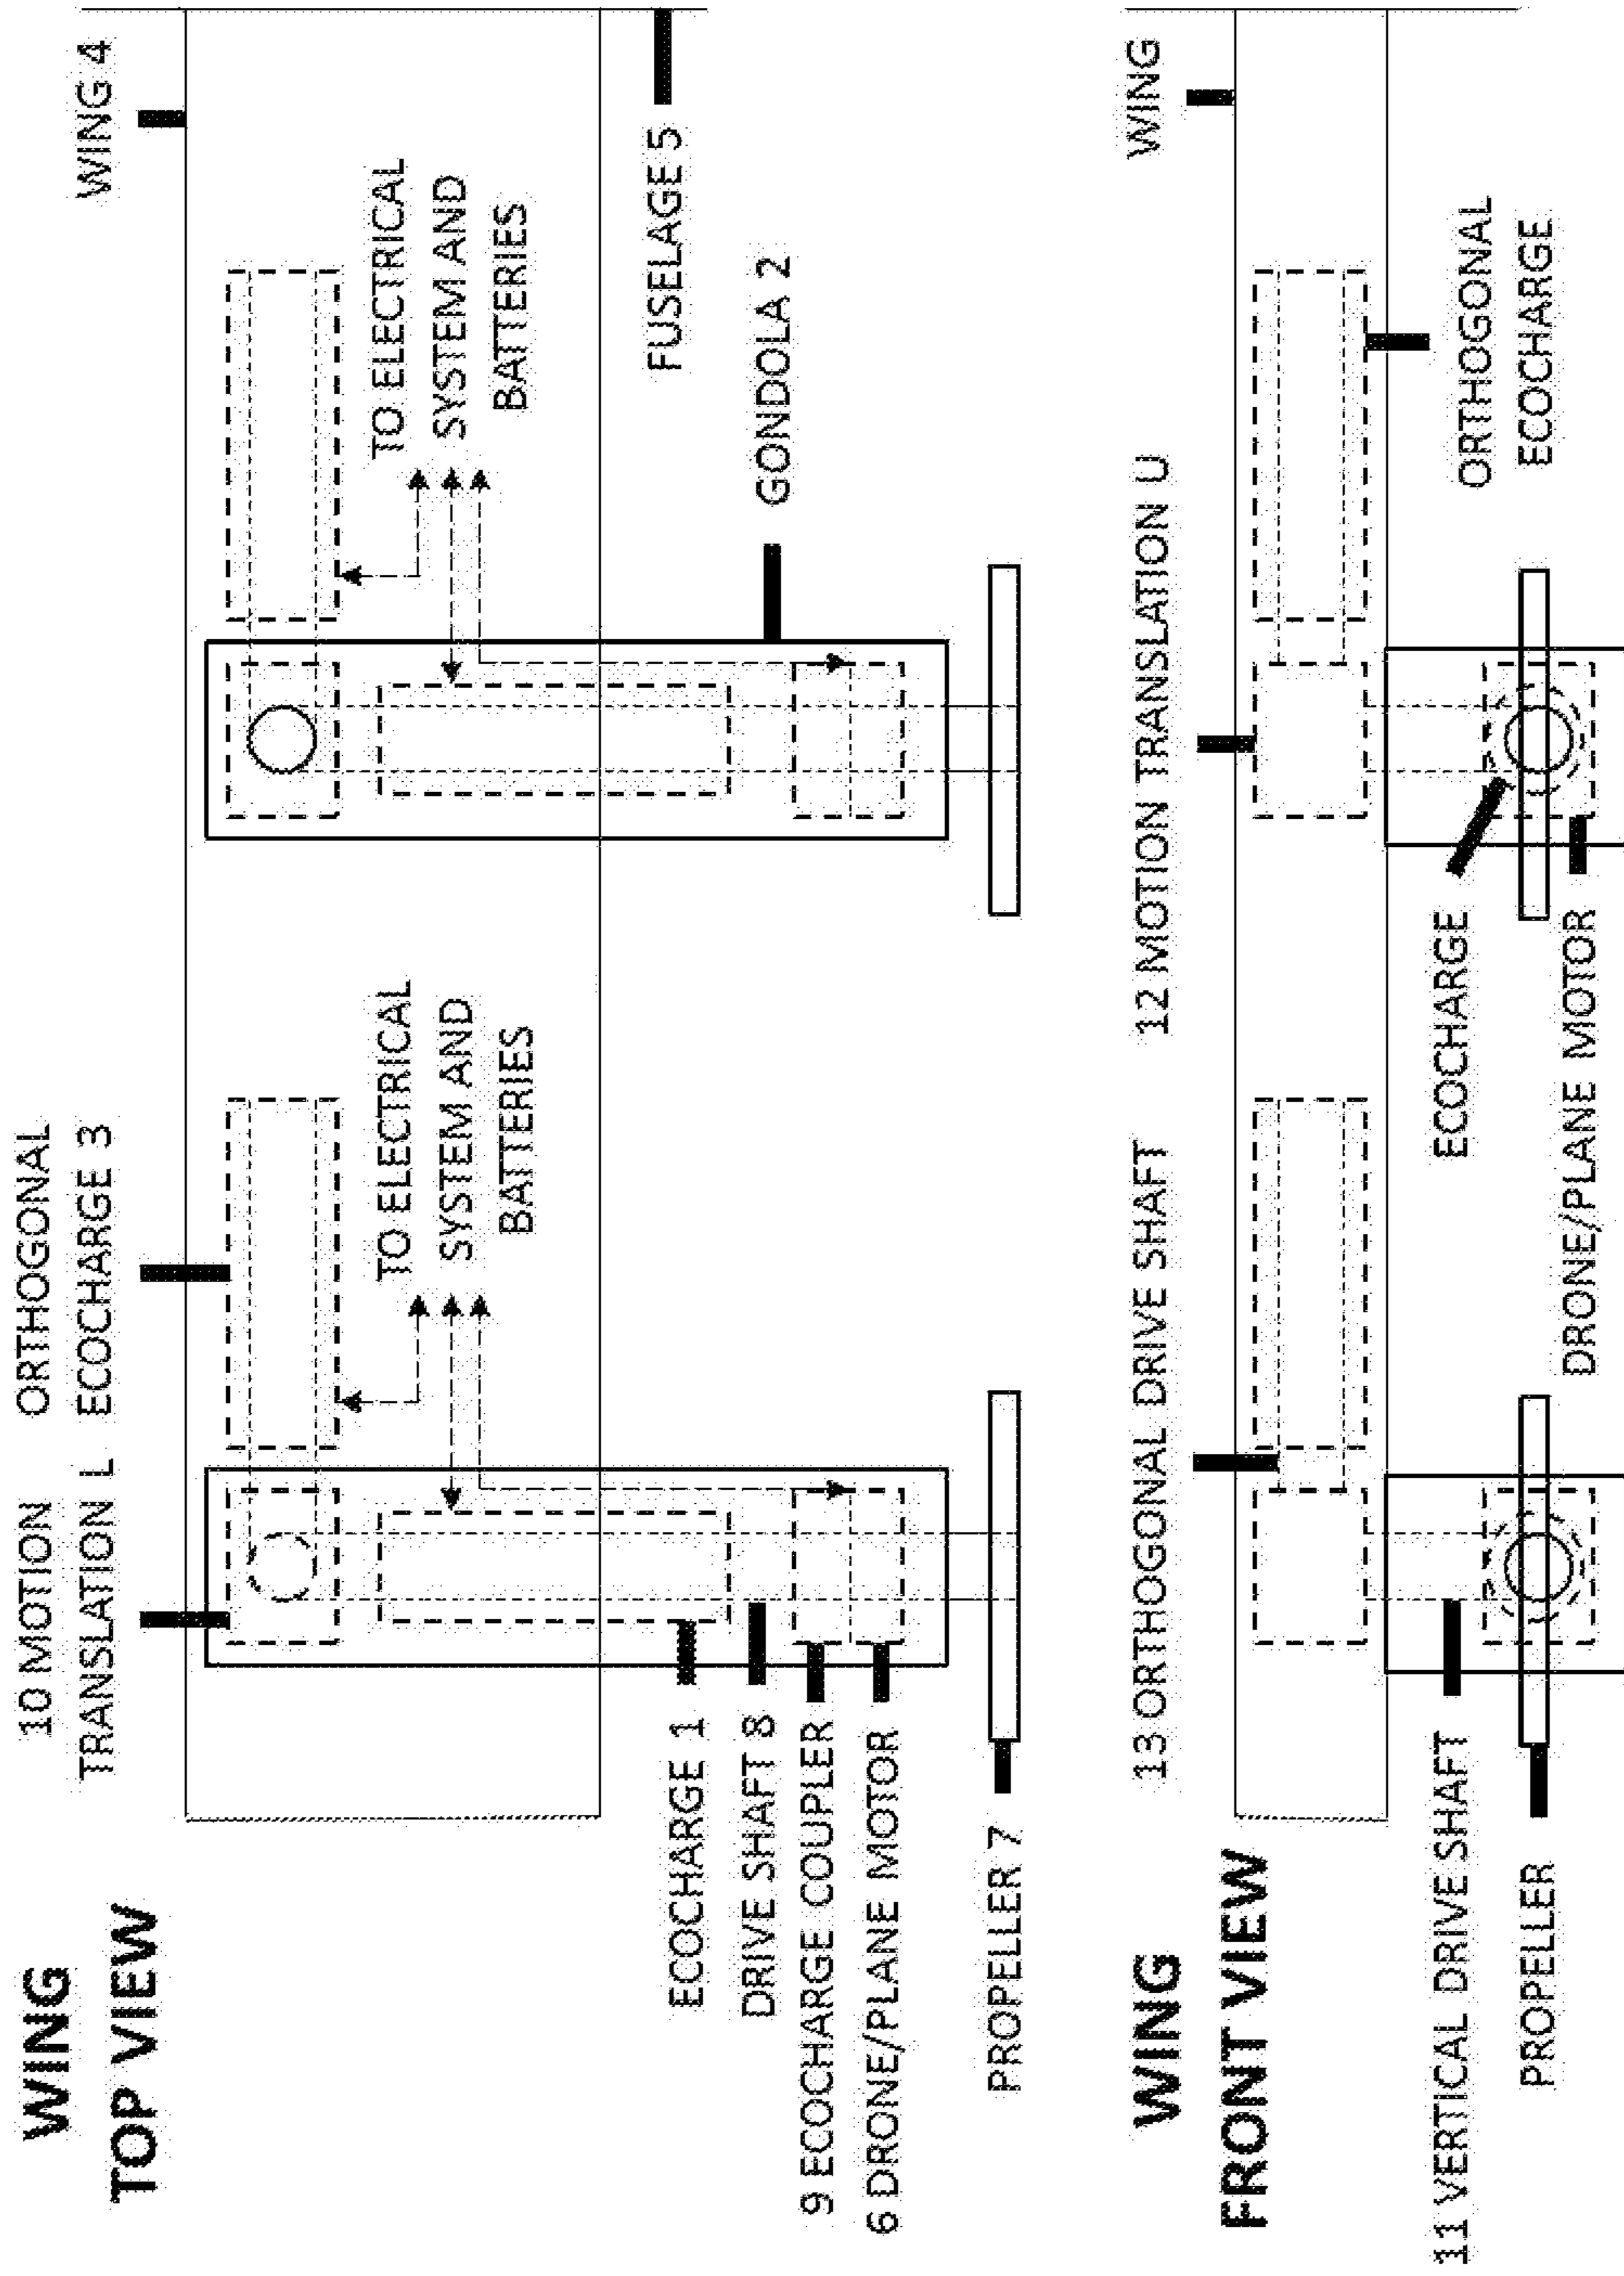 WING
TOP VIEW
10 MOTION
TRANSLATION L
ORTHOGONAL
ECOCHARGE 3
WING 4
TO ELECTRICAL
SYSTEM AND
BATTERIES
TO ELECTRICAL
SYSTEM AND
BATTERIES
FUSELAGE 5
GONDOLA 2
ECOCHARGE 1
DRIVE SHAFT 8
9 ECOCHARGE COUPLER
6 DRONE/PLANE MOTOR
PROPELLER 7
WING
FRONT VIEW
13 ORTHOGONAL DRIVE SHAFT
12 MOTION TRANSLATION U
WING
11 VERTICAL DRIVE SHAFT
PROPELLER
ECOCHARGE
DRONE/PLANE MOTOR
ORTHOGONAL
ECOCHARGE